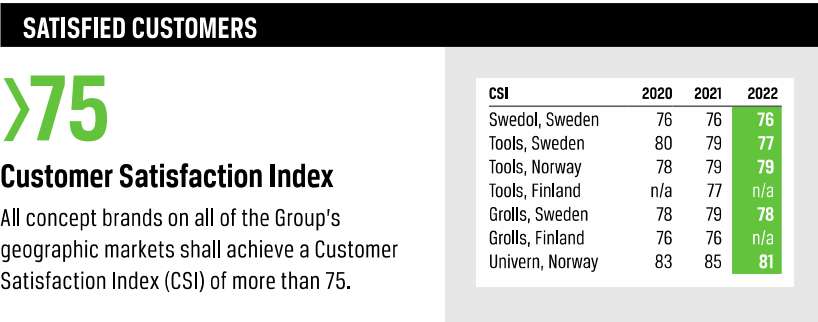 SATISFIED CUSTOMERS
>75
Customer Satisfaction Index
All concept brands on all of the Group's
geographic markets shall achieve a Customer
Satisfaction Index (CSI) of more than 75.
CSI 2020 2021 2022
Swedol, Sweden 76 76 76
Tools, Sweden 80 79 77
Tools, Norway 78 79 79
Tools, Finland n/a 77 n/a
Grolls, Sweden 78 79 78
Grolls, Finland 76 76 n/a
Univern, Norway 83 85 81